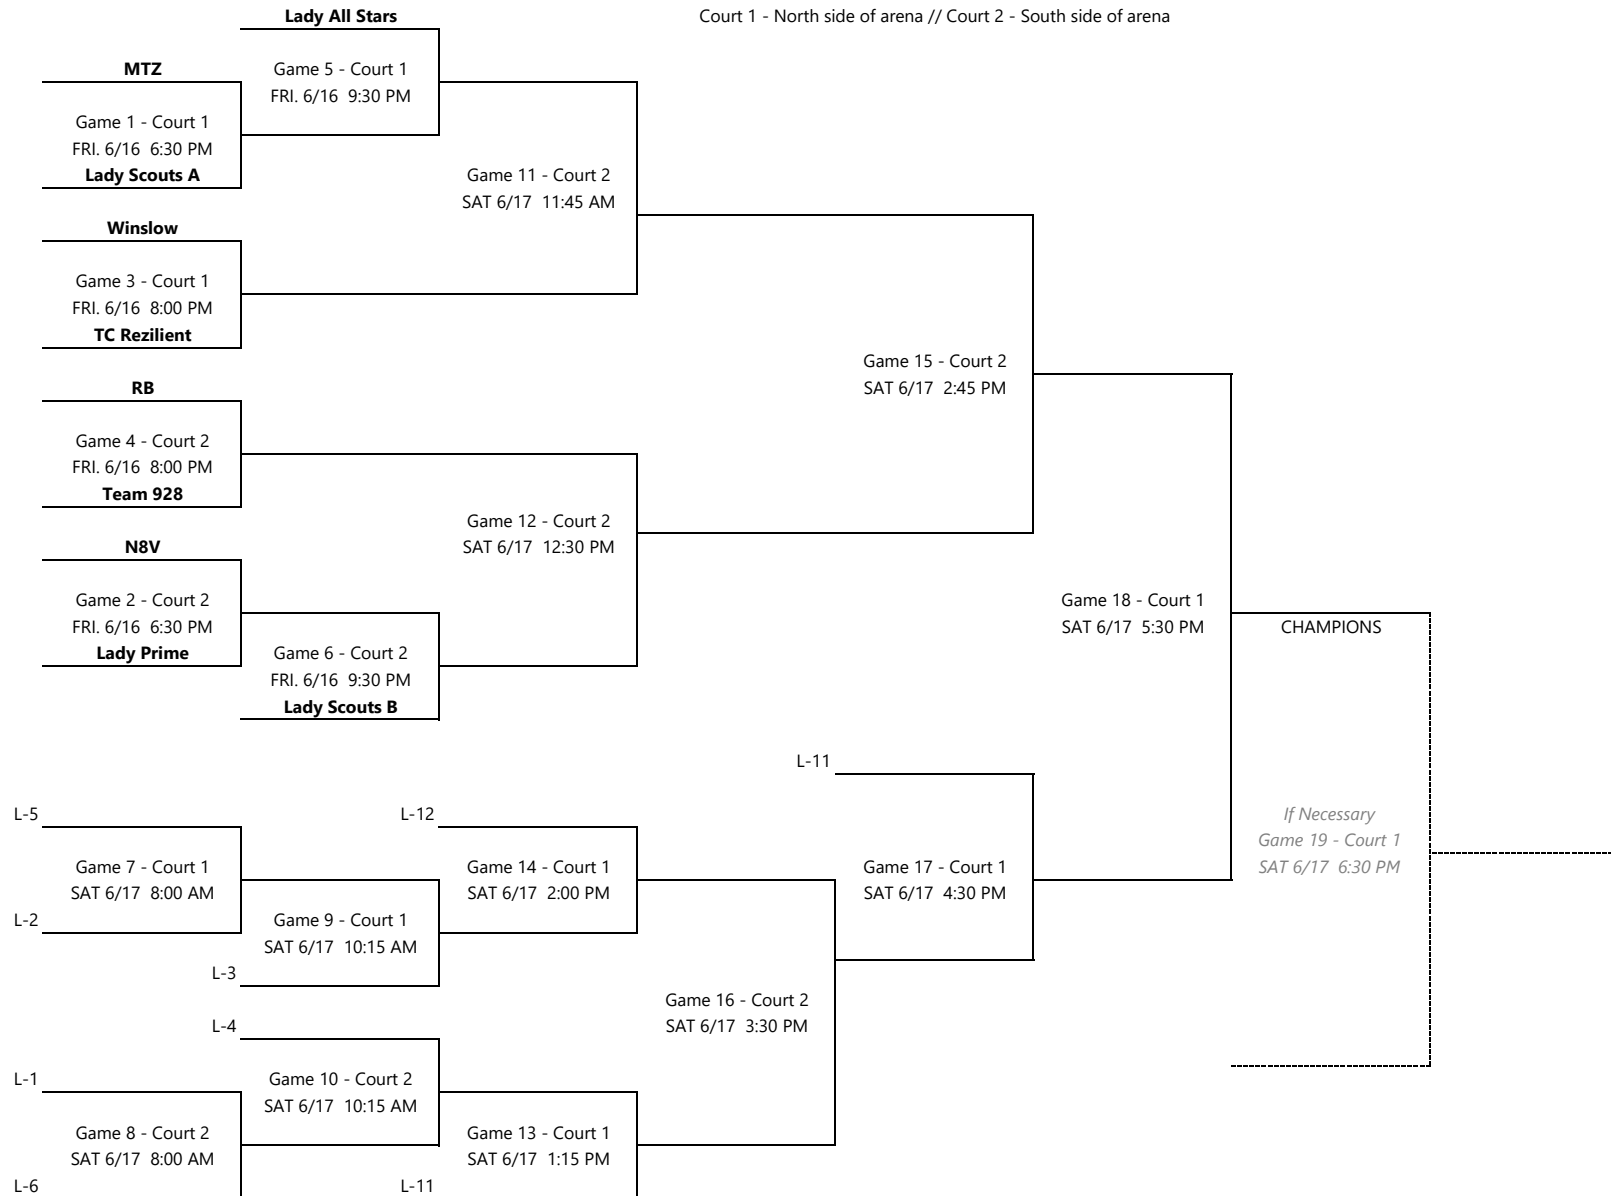 Lady All Stars
Court 1 - North side of arena // Court 2 - South side of arena
MTZ
Game 5 - Court 1
FRI. 6/16 9:30 PM
Game 1 - Court 1
FRI. 6/16 6:30 PM
Lady Scouts A
Game 11 - Court 2
SAT 6/17 11:45 AM
Winslow
Game 3 - Court 1
FRI. 6/16 8:00 PM
TC Rezilient
Game 15 - Court 2
SAT 6/17 2:45 PM
RB
Game 4 - Court 2
FRI. 6/16 8:00 PM
Team 928
Game 12 - Court 2
SAT 6/17 12:30 PM
N8V
Game 2 - Court 2
FRI. 6/16 6:30 PM
Lady Prime
Game 6 - Court 2
FRI. 6/16 9:30 PM
Lady Scouts B
Game 18 - Court 1
SAT 6/17 5:30 PM
CHAMPIONS
L-11
L-5
L-12
If Necessary
Game 19 - Court 1
SAT 6/17 6:30 PM
Game 7 - Court 1
SAT 6/17 8:00 AM
Game 14 - Court 1
SAT 6/17 2:00 PM
Game 17 - Court 1
SAT 6/17 4:30 PM
L-2
Game 9 - Court 1
SAT 6/17 10:15 AM
L-3
Game 16 - Court 2
SAT 6/17 3:30 PM
L-4
L-1
Game 10 - Court 2
SAT 6/17 10:15 AM
Game 8 - Court 2
SAT 6/17 8:00 AM
Game 13 - Court 1
SAT 6/17 1:15 PM
L-6
L-11